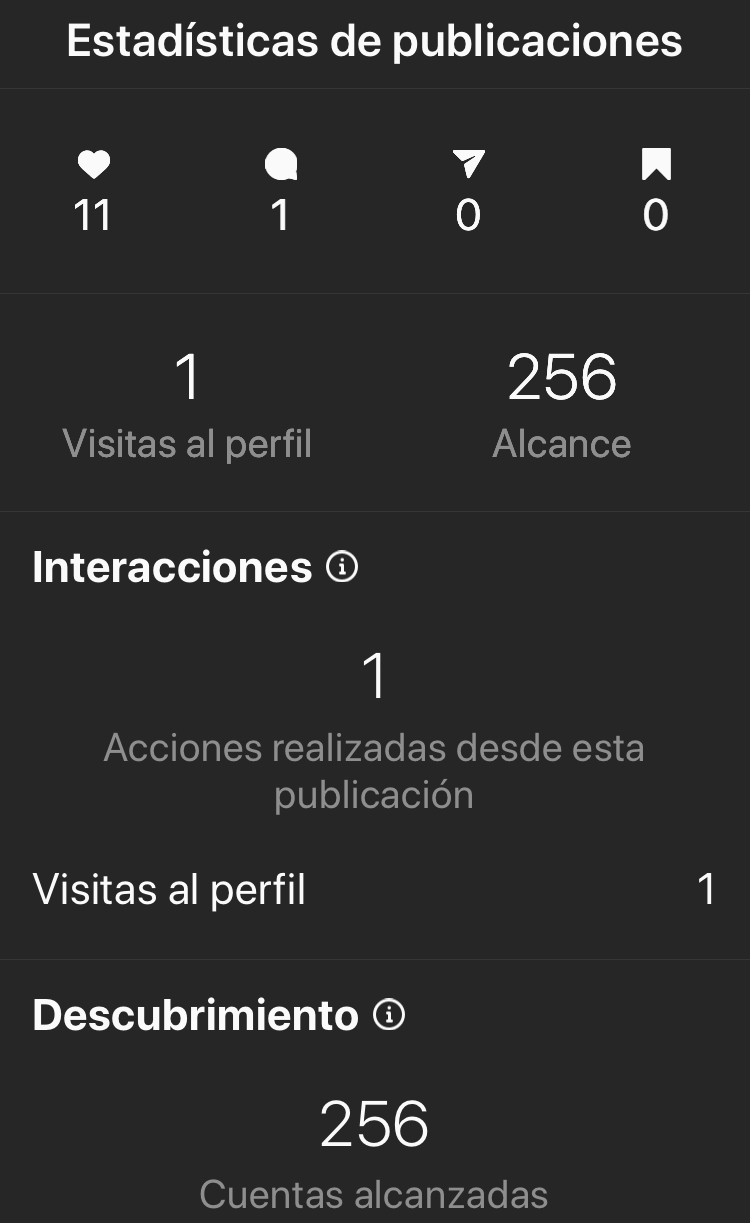 Estadísticas de publicaciones
11 1 0 0
1 256
Visitas al perfil Alcance
Interacciones
1
Acciones realizadas desde esta
publicación
Visitas al perfil 1
Descubrimiento
256
Cuentas alcanzadas